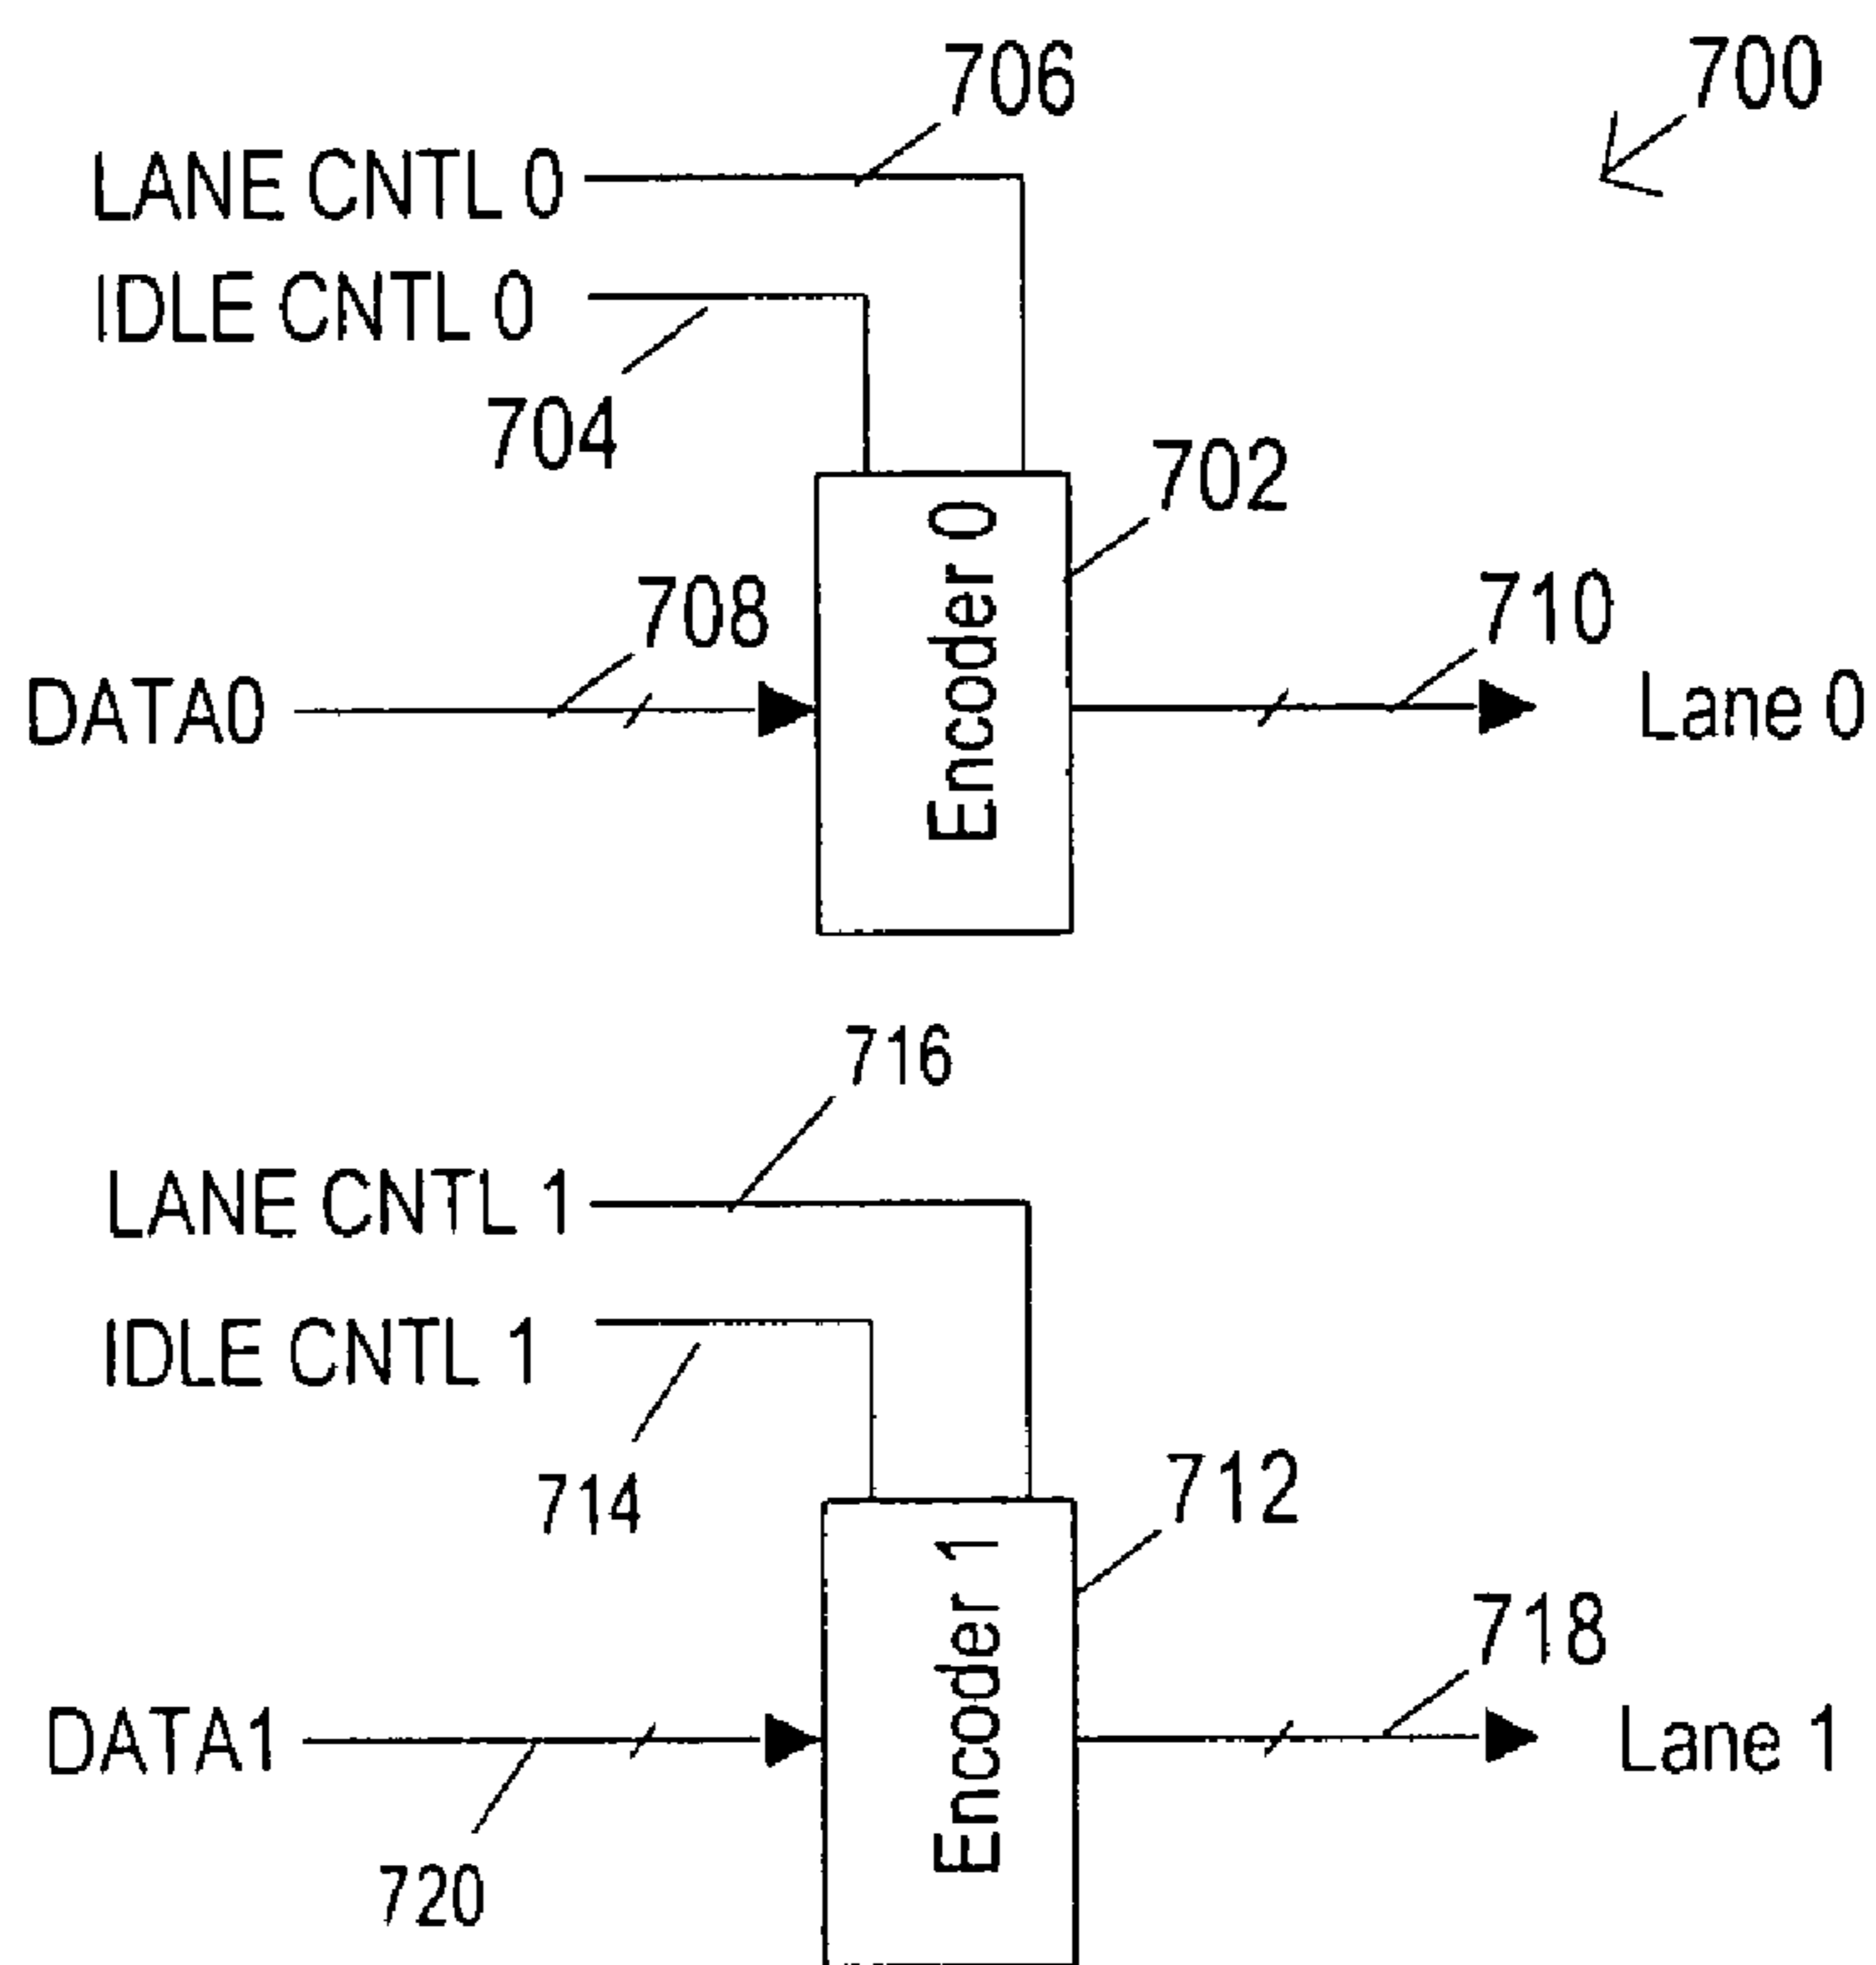 706
700
LANE CNTL 0
IDLE CNTL 0
704
702
Encoder 0
708
710
DATA0
Lane 0
716
LANE CNTL 1
IDLE CNTL 1
714
712
Encoder 1
718
DATA1
Lane 1
720